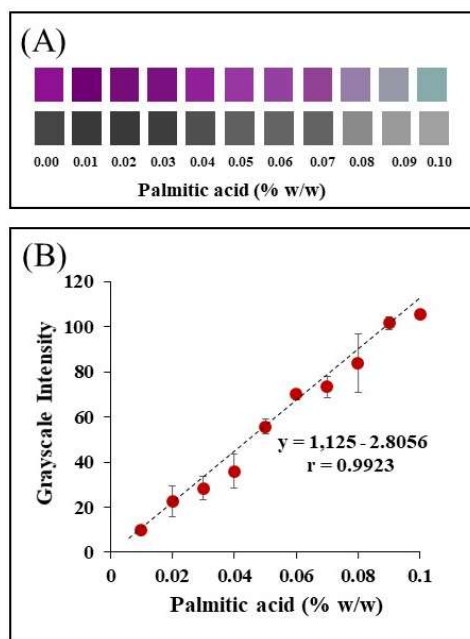 (A)
0.00 0.01 0.02 0.03 0.04 0.05 0.06 0.07 0.08 0.09 0.10
Palmitic acid (% w/w)
(B)
120
100
80
60
40
20
0
Grayscale Intensity
y = 1,125 - 2.8056
r = 0.9923
0 0.02 0.04 0.06 0.08 0.1
Palmitic acid (% w/w)